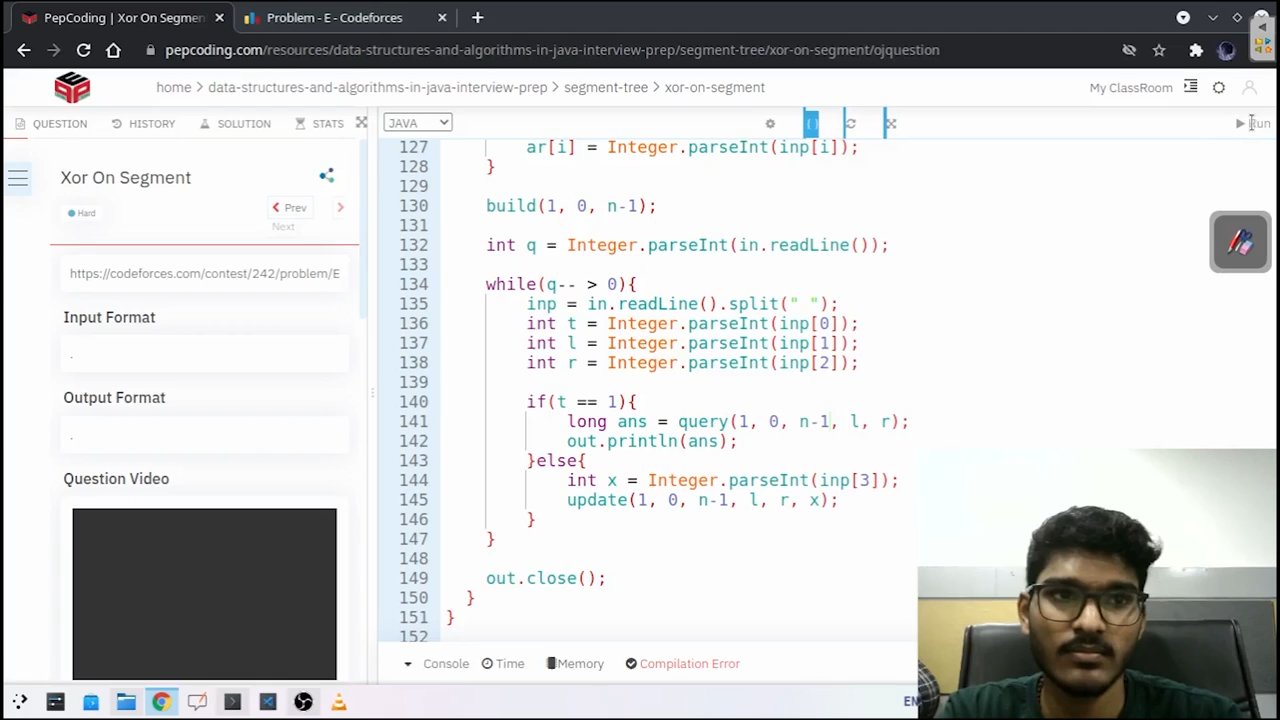 PepCoding | Xor On Segmen
Problem - E - Codeforces
pepcoding.com/resources/data-structures-and-algorithms-in-java-interview-prep/segment-tree/xor-on-segment/ojquestion
home > data-structures-and-algorithms-in-java-interview-prep > segment-tree > xor-on-segment
My ClassRoom
QUESTION HISTORY SOLUTION STATS
JAVA
Run
Xor On Segment
Hard
Prev
Next
https://codeforces.com/contest/242/problem/E
Input Format
.
Output Format
.
Question Video
127 ar[i] = Integer.parseInt(inp[i]);
128 }
129
130 build(1, 0, n-1);
131
132 int q = Integer.parseInt(in.readLine());
133
134 while(q-- > 0){
135 inp = in.readLine().split(" ");
136 int t = Integer.parseInt(inp[0]);
137 int l = Integer.parseInt(inp[1]);
138 int r = Integer.parseInt(inp[2]);
139
140 if(t == 1){
141 long ans = query(1, 0, n-1, l, r);
142 out.println(ans);
143 }else{
144 int x = Integer.parseInt(inp[3]);
145 update(1, 0, n-1, l, r, x);
146 }
147 }
148
149 out.close();
150 }
151 }
152
Console Time Memory Compilation Error